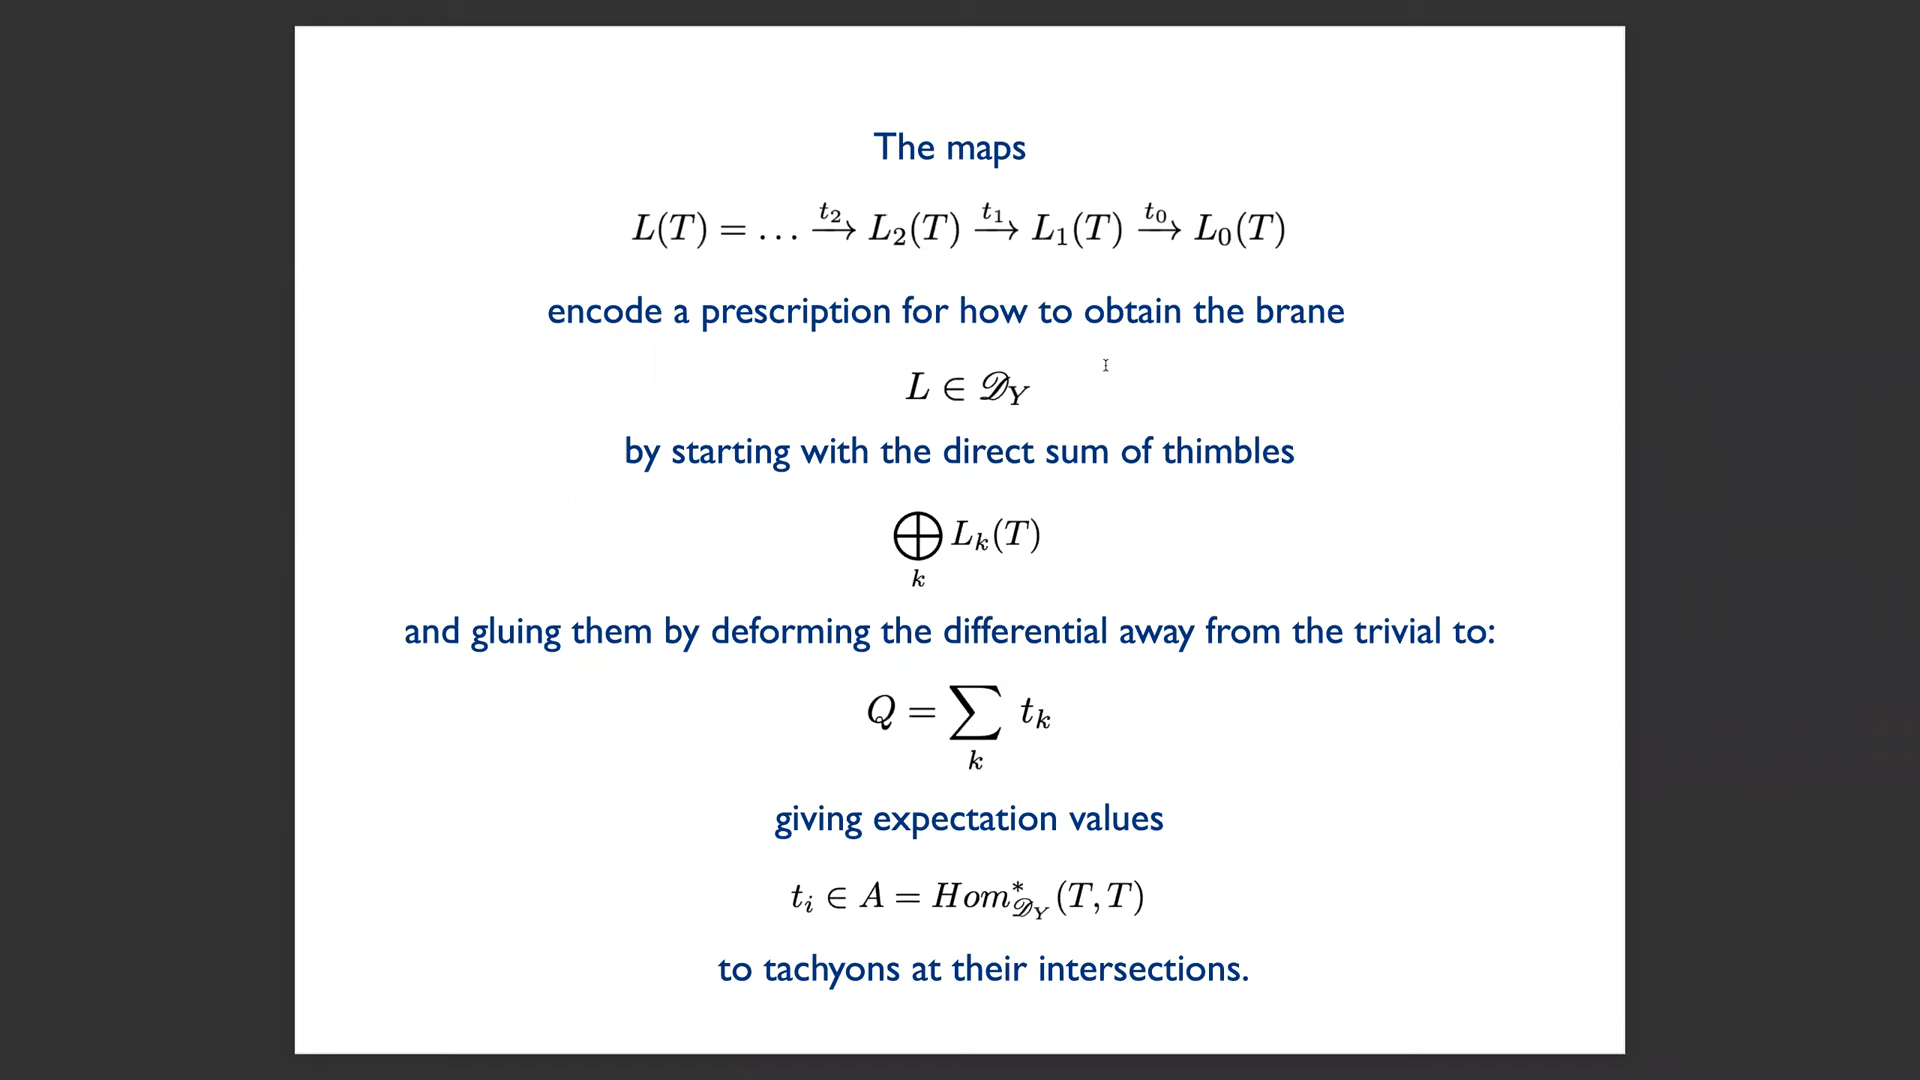 The maps
L(T) = … \xrightarrow{t_2} L_2(T) \xrightarrow{t_1} L_1(T) \xrightarrow{t_0} L_0(T)
encode a prescription for how to obtain the brane
L ∈ 𝒟_Y
by starting with the direct sum of thimbles
⨁_k L_k(T)
and gluing them by deforming the differential away from the trivial to:
Q = ∑_k t_k
giving expectation values
t_i ∈ A = Hom^*_{𝒟_Y}(T, T)
to tachyons at their intersections.